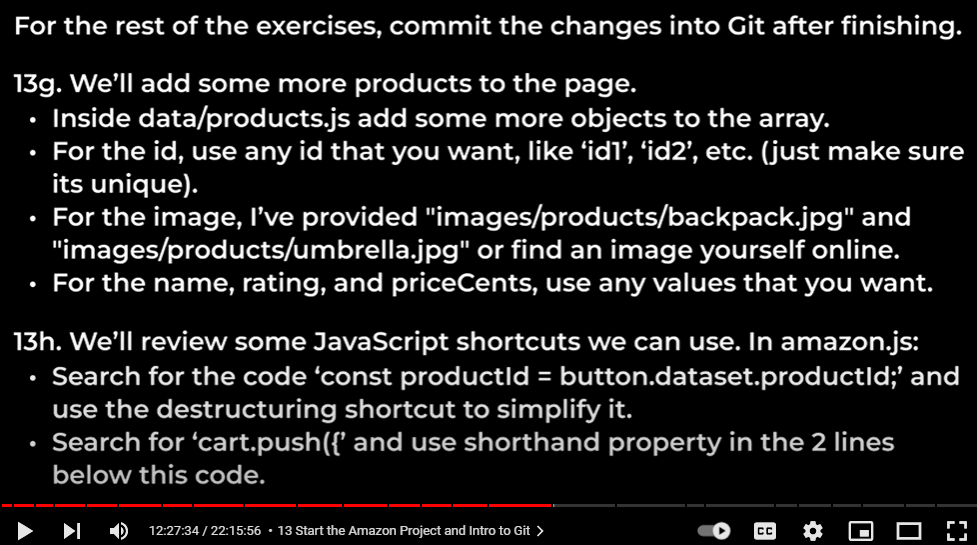 For the rest of the exercises, commit the changes into Git after finishing.
13g. We’ll add some more products to the page.
• Inside data/products.js add some more objects to the array.
• For the id, use any id that you want, like ‘id1’, ‘id2’, etc. (just make sure
its unique).
• For the image, I’ve provided "images/products/backpack.jpg" and
"images/products/umbrella.jpg" or find an image yourself online.
• For the name, rating, and priceCents, use any values that you want.
13h. We’ll review some JavaScript shortcuts we can use. In amazon.js:
• Search for the code ‘const productId = button.dataset.productId;’ and
use the destructuring shortcut to simplify it.
• Search for ‘cart.push({’ and use shorthand property in the 2 lines
below this code.
12:27:34 / 22:15:56 • 13 Start the Amazon Project and Intro to Git CC